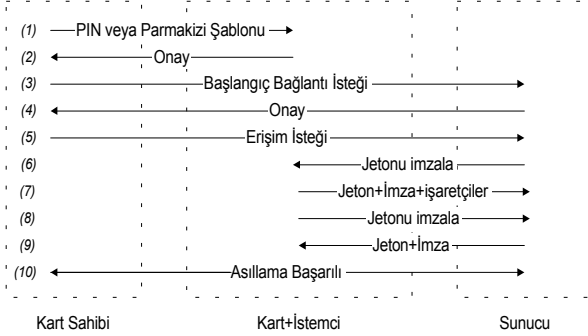 (1) PIN veya Parmakizi Şablonu
(2) Onay
(3) Başlangıç Bağlantı İsteği
(4) Onay
(5) Erişim İsteği
(6) Jetonu imzala
(7) Jeton+İmza+işaretçiler
(8) Jetonu imzala
(9) Jeton+İmza
(10) Asıllama Başarılı
Kart Sahibi Kart+İstemci Sunucu